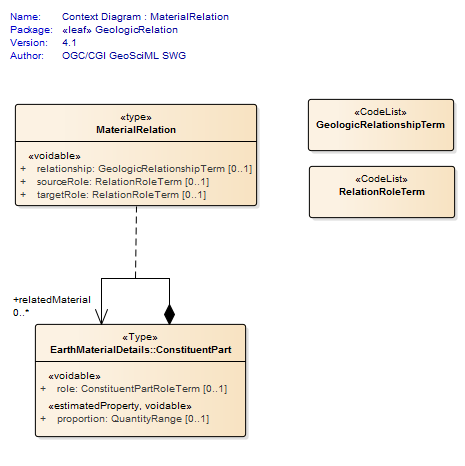 Name: Context Diagram : MaterialRelation
Package: «leaf» GeologicRelation
Version: 4.1
Author: OGC/CGI GeoSciML SWG
«type»
MaterialRelation
«voidable»
+ relationship: GeologicRelationshipTerm [0..1]
+ sourceRole: RelationRoleTerm [0..1]
+ targetRole: RelationRoleTerm [0..1]
«CodeList»
GeologicRelationshipTerm
«CodeList»
RelationRoleTerm
+relatedMaterial
0..*
«Type»
EarthMaterialDetails::ConstituentPart
«voidable»
+ role: ConstituentPartRoleTerm [0..1]
«estimatedProperty, voidable»
+ proportion: QuantityRange [0..1]